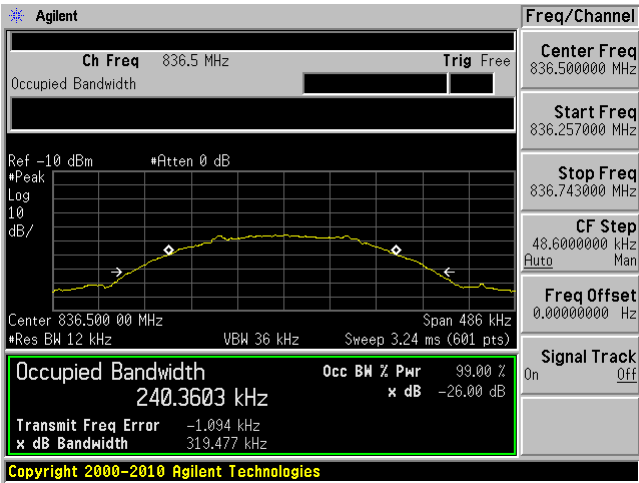 Agilent
Freq/Channel
Ch Freq 836.5 MHz Trig Free
Occupied Bandwidth
Center Freq
836.500000 MHz
Start Freq
836.257000 MHz
Stop Freq
836.743000 MHz
CF Step
48.6000000 kHz
Auto Man
Freq Offset
0.00000000 Hz
Signal Track
On Off
Ref -10 dBm #Atten 0 dB
#Peak
Log
10
dB/
Center 836.500 00 MHz Span 486 kHz
#Res BW 12 kHz VBW 36 kHz Sweep 3.24 ms (601 pts)
Occupied Bandwidth
240.3603 kHz
Occ BW % Pwr 99.00 %
x dB -26.00 dB
Transmit Freq Error -1.094 kHz
x dB Bandwidth 319.477 kHz
Copyright 2000-2010 Agilent Technologies